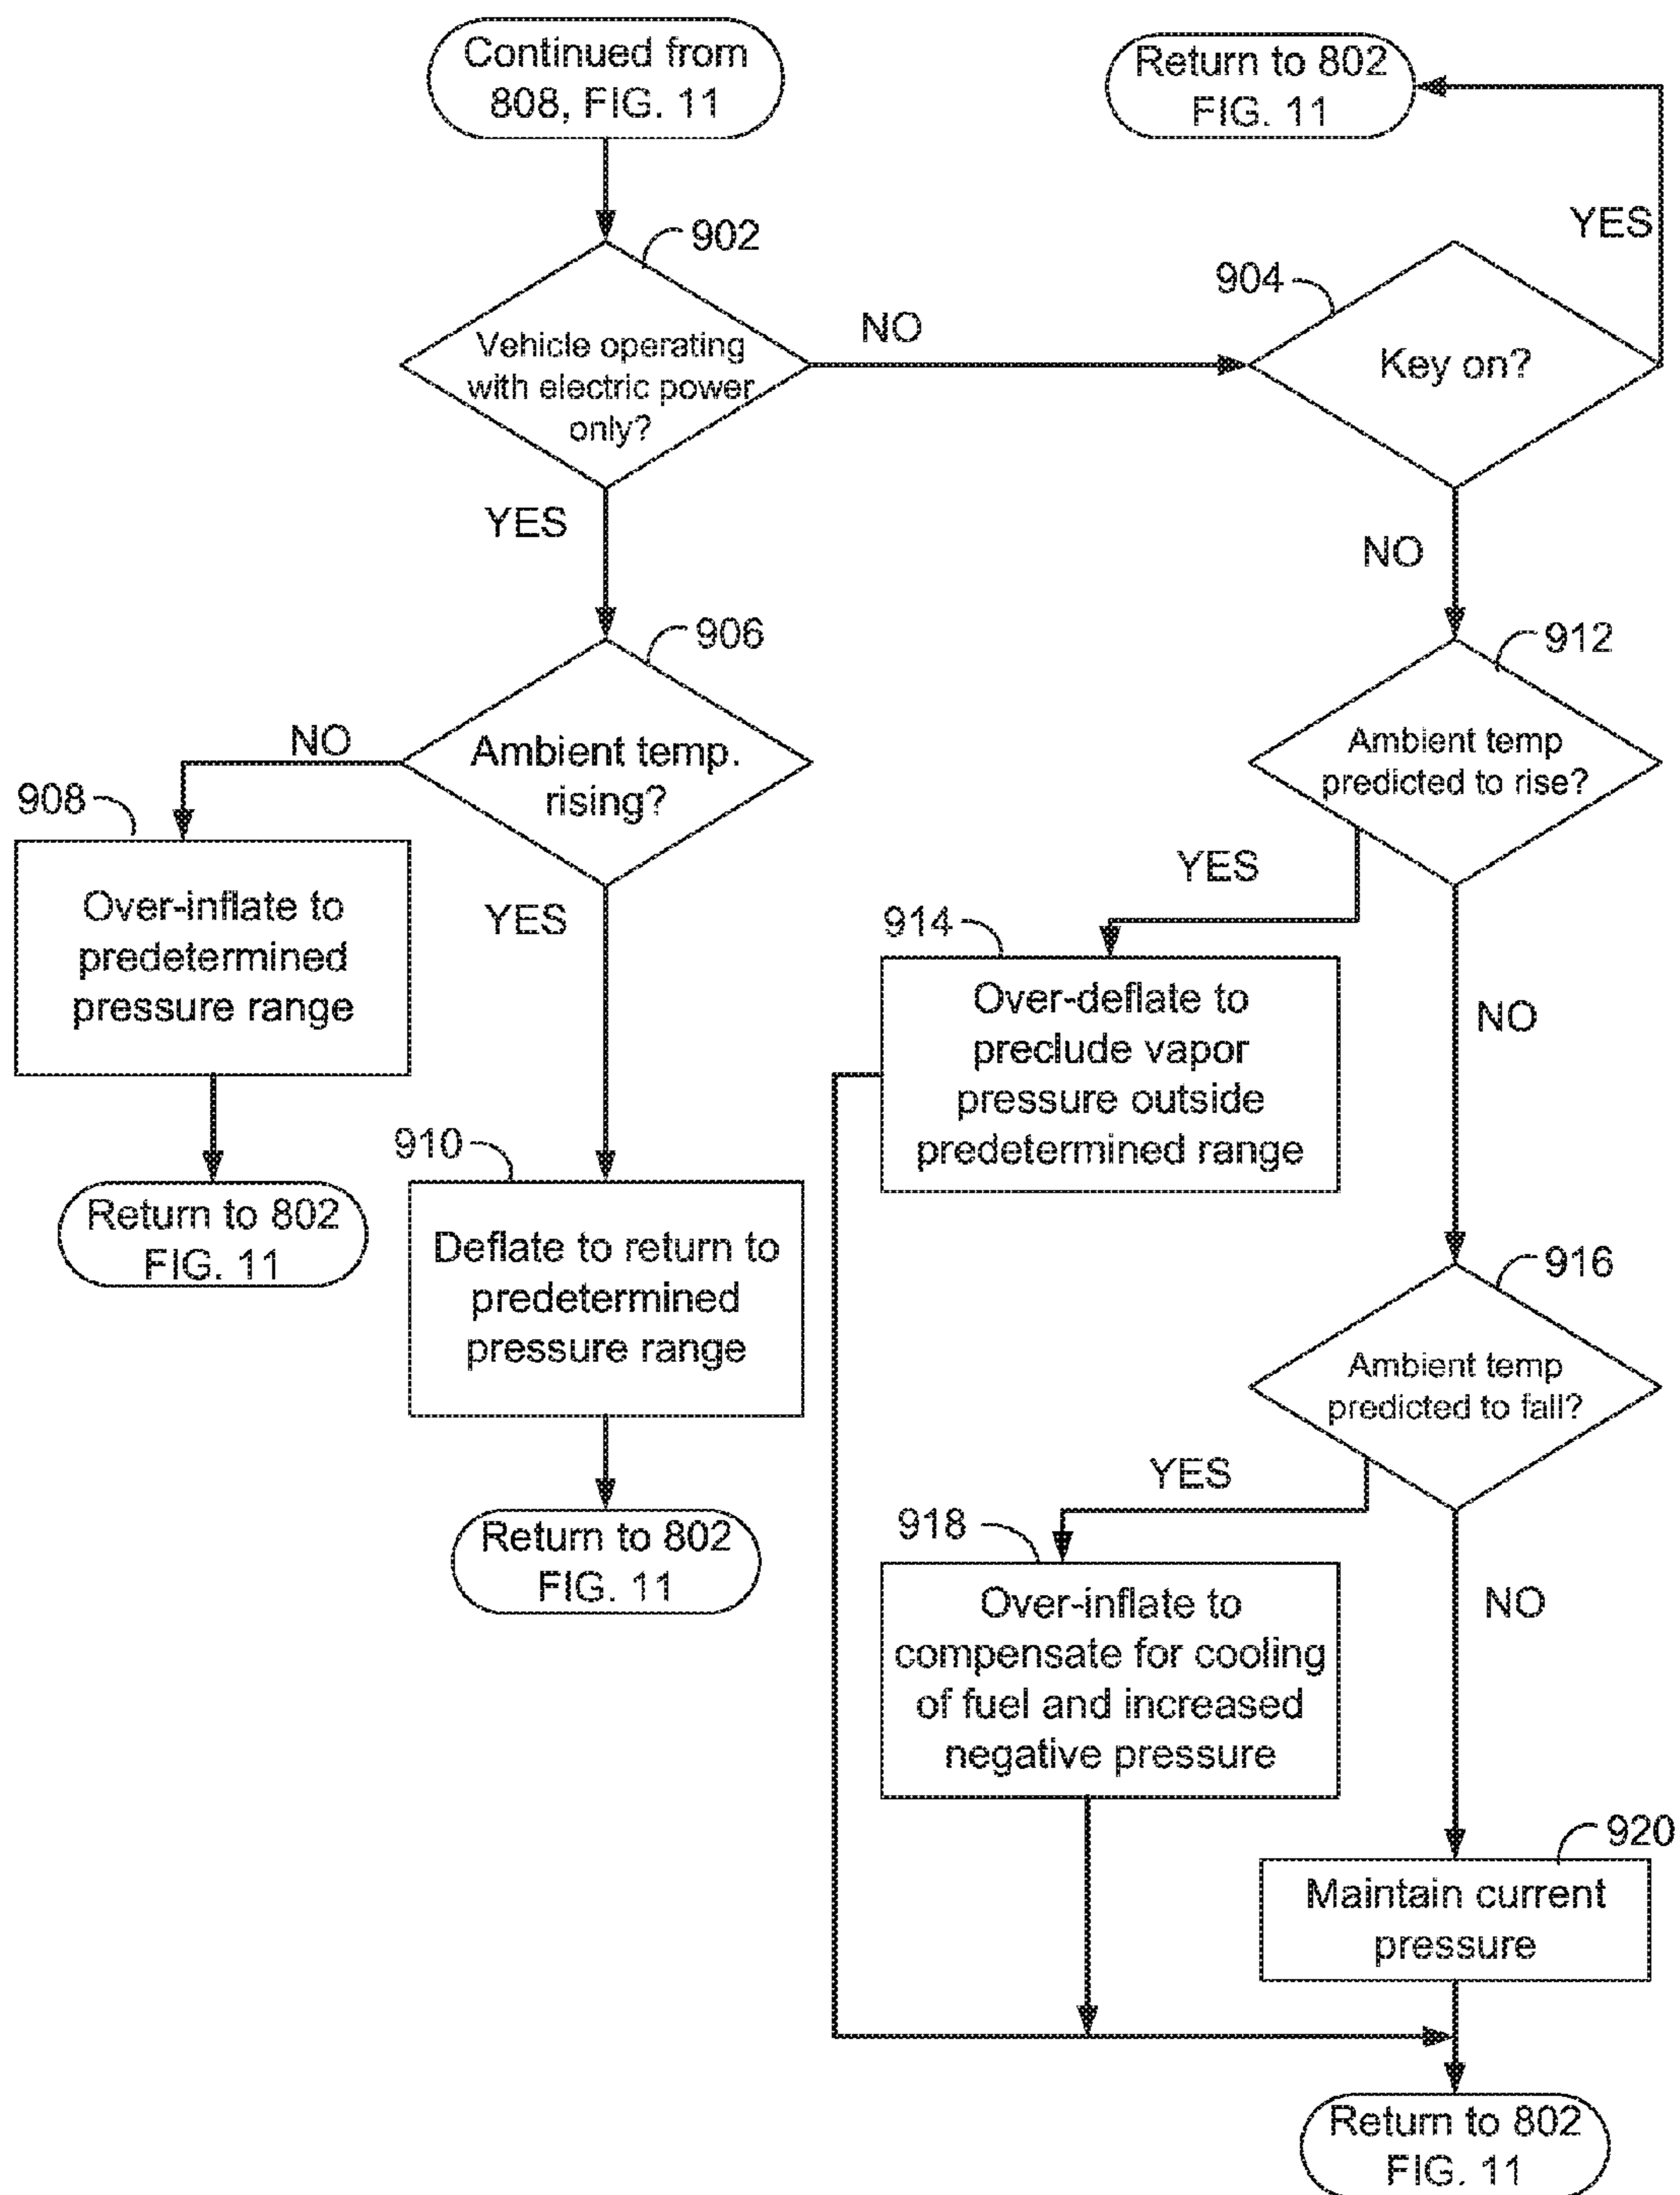 Continued from
808, FIG. 11
Return to 802
FIG. 11
YES
902
904
Vehicle operating
with electric power
only?
NO
Key on?
YES
NO
906
912
Ambient temp.
rising?
NO
Ambient temp
predicted to rise?
908
Over-inflate to
predetermined
pressure range
YES
YES
914
Over-deflate to
preclude vapor
pressure outside
predetermined range
NO
910
Return to 802
FIG. 11
Deflate to return to
predetermined
pressure range
916
Ambient temp
predicted to fall?
YES
Return to 802
FIG. 11
918
Over-inflate to
compensate for cooling
of fuel and increased
negative pressure
NO
920
Maintain current
pressure
Return to 802
FIG. 11